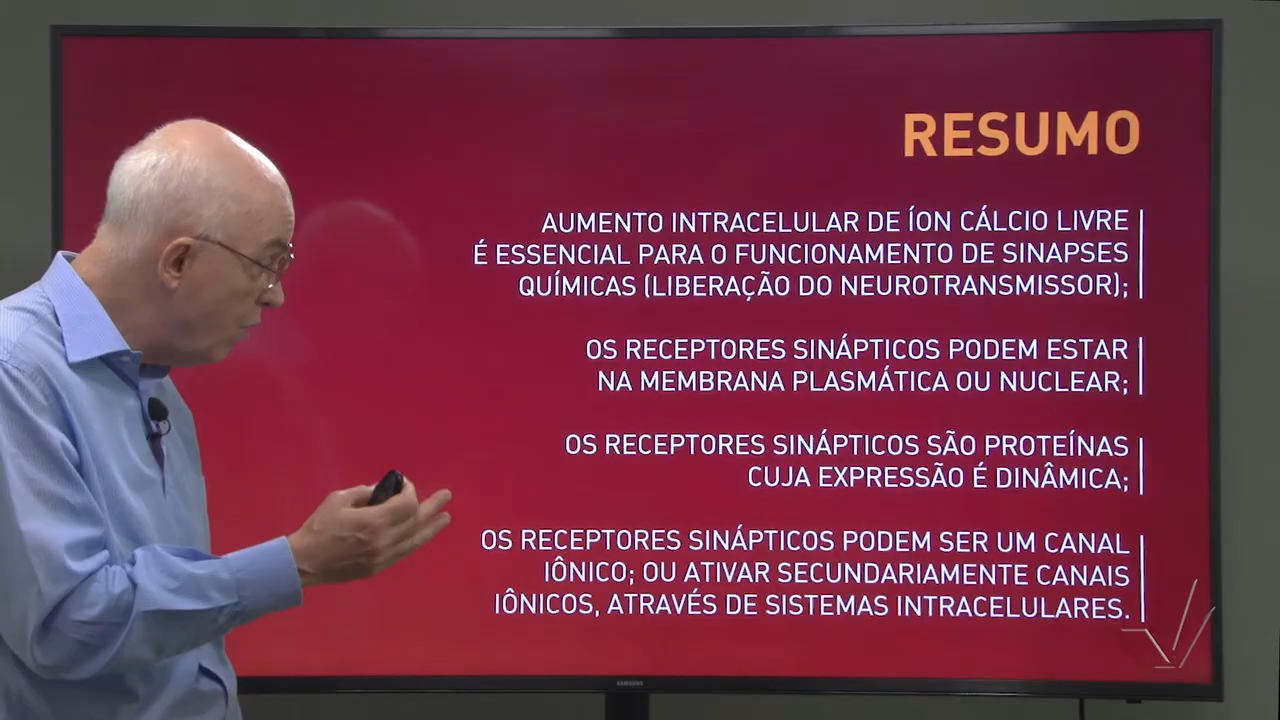 RESUMO
AUMENTO INTRACELULAR DE ÍON CÁLCIO LIVRE
É ESSENCIAL PARA O FUNCIONAMENTO DE SINAPSES
QUÍMICAS (LIBERAÇÃO DO NEUROTRANSMISSOR);
OS RECEPTORES SINÁPTICOS PODEM ESTAR
NA MEMBRANA PLASMÁTICA OU NUCLEAR;
OS RECEPTORES SINÁPTICOS SÃO PROTEÍNAS
CUJA EXPRESSÃO É DINÂMICA;
OS RECEPTORES SINÁPTICOS PODEM SER UM CANAL
IÔNICO; OU ATIVAR SECUNDARIAMENTE CANAIS
IÔNICOS, ATRAVÉS DE SISTEMAS INTRACELULARES.
SAMSUNG